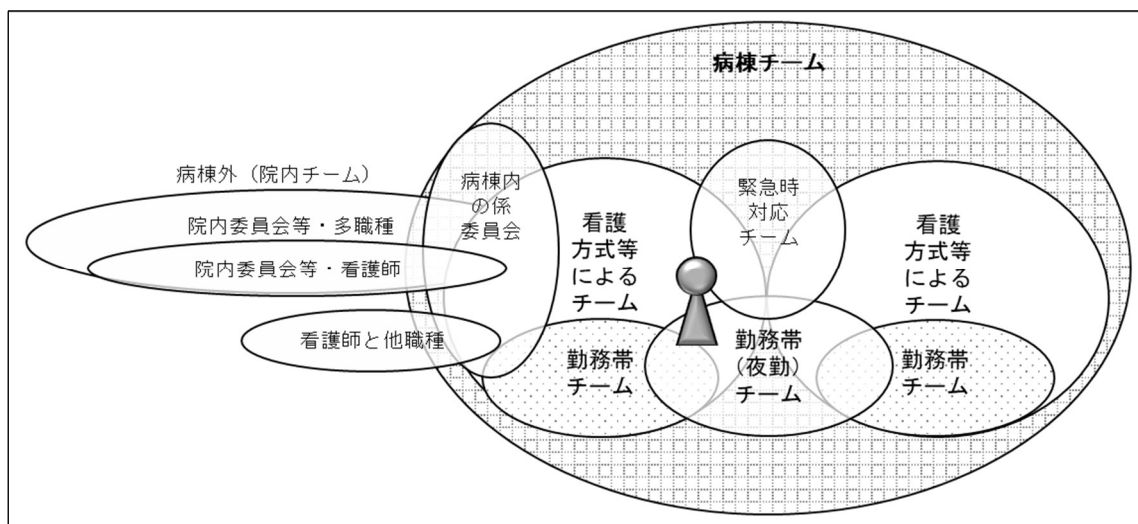 病棟チーム
病棟外（院内チーム）
院内委員会等・多職種
院内委員会等・看護師
看護師と他職種
病棟内
の係
委員会
看護
方式等
による
チーム
緊急時
対応
チーム
看護
方式等
による
チーム
勤務帯
チーム
勤務帯
（夜勤）
チーム
勤務帯
チーム